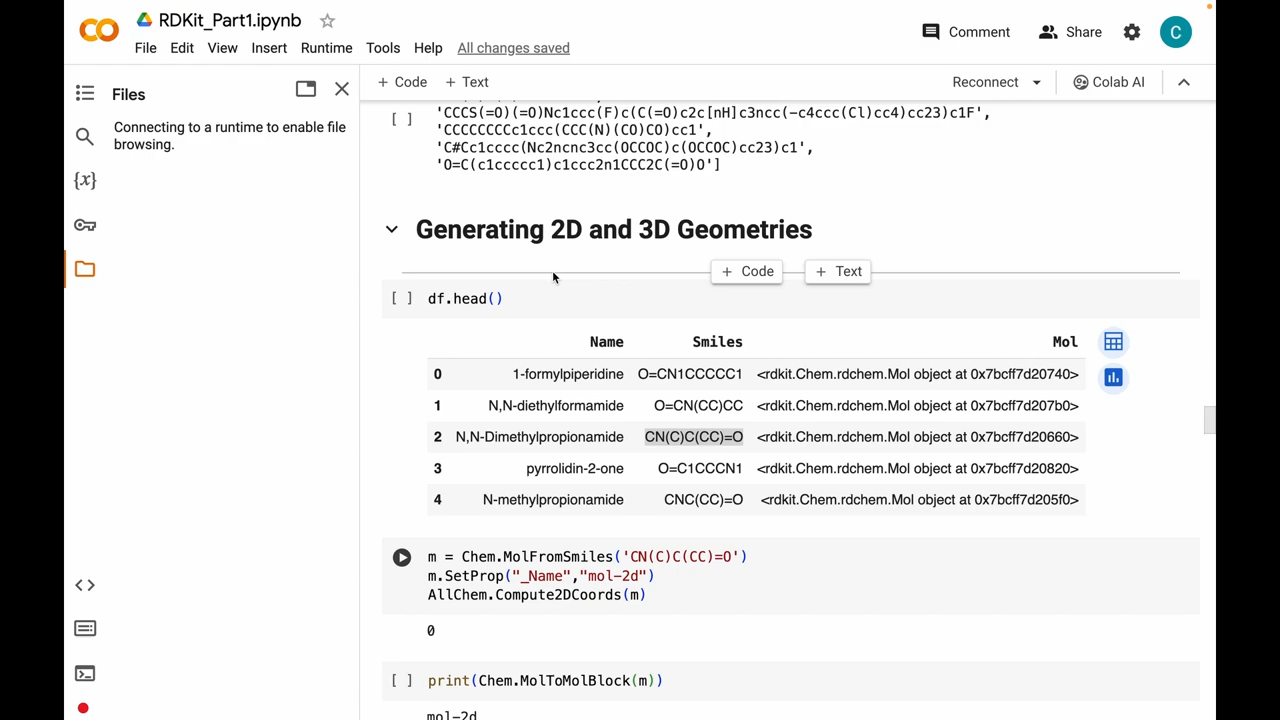 RDKit_Part1.ipynb
File Edit View Insert Runtime Tools Help All changes saved
Comment Share C
Files
Connecting to a runtime to enable file
browsing.
{x}
+ Code + Text
Reconnect Colab AI
[ ]
'CCCS(=O)(=O)Nc1ccc(F)c(C(=O)c2c[nH]c3ncc(-c4ccc(Cl)cc4)cc23)c1F',
'CCCCCCCCc1ccc(CCC(N)(CO)CO)cc1',
'C#Cc1cccc(Nc2ncnc3cc(OCCOC)c(OCCOC)cc23)c1',
'O=C(c1ccccc1)c1ccc2n1CCC2C(=O)O']
Generating 2D and 3D Geometries
+ Code + Text
[ ] df.head()
Name Smiles Mol
0 1-formylpiperidine O=CN1CCCCC1 <rdkit.Chem.rdchem.Mol object at 0x7bcff7d20740>
1 N,N-diethylformamide O=CN(CC)CC <rdkit.Chem.rdchem.Mol object at 0x7bcff7d207b0>
2 N,N-Dimethylpropionamide CN(C)C(CC)=O <rdkit.Chem.rdchem.Mol object at 0x7bcff7d20660>
3 pyrrolidin-2-one O=C1CCCN1 <rdkit.Chem.rdchem.Mol object at 0x7bcff7d20820>
4 N-methylpropionamide CNC(CC)=O <rdkit.Chem.rdchem.Mol object at 0x7bcff7d205f0>
m = Chem.MolFromSmiles('CN(C)C(CC)=O')
m.SetProp("_Name","mol-2d")
AllChem.Compute2DCoords(m)
0
[ ] print(Chem.MolToMolBlock(m))
mol-2d